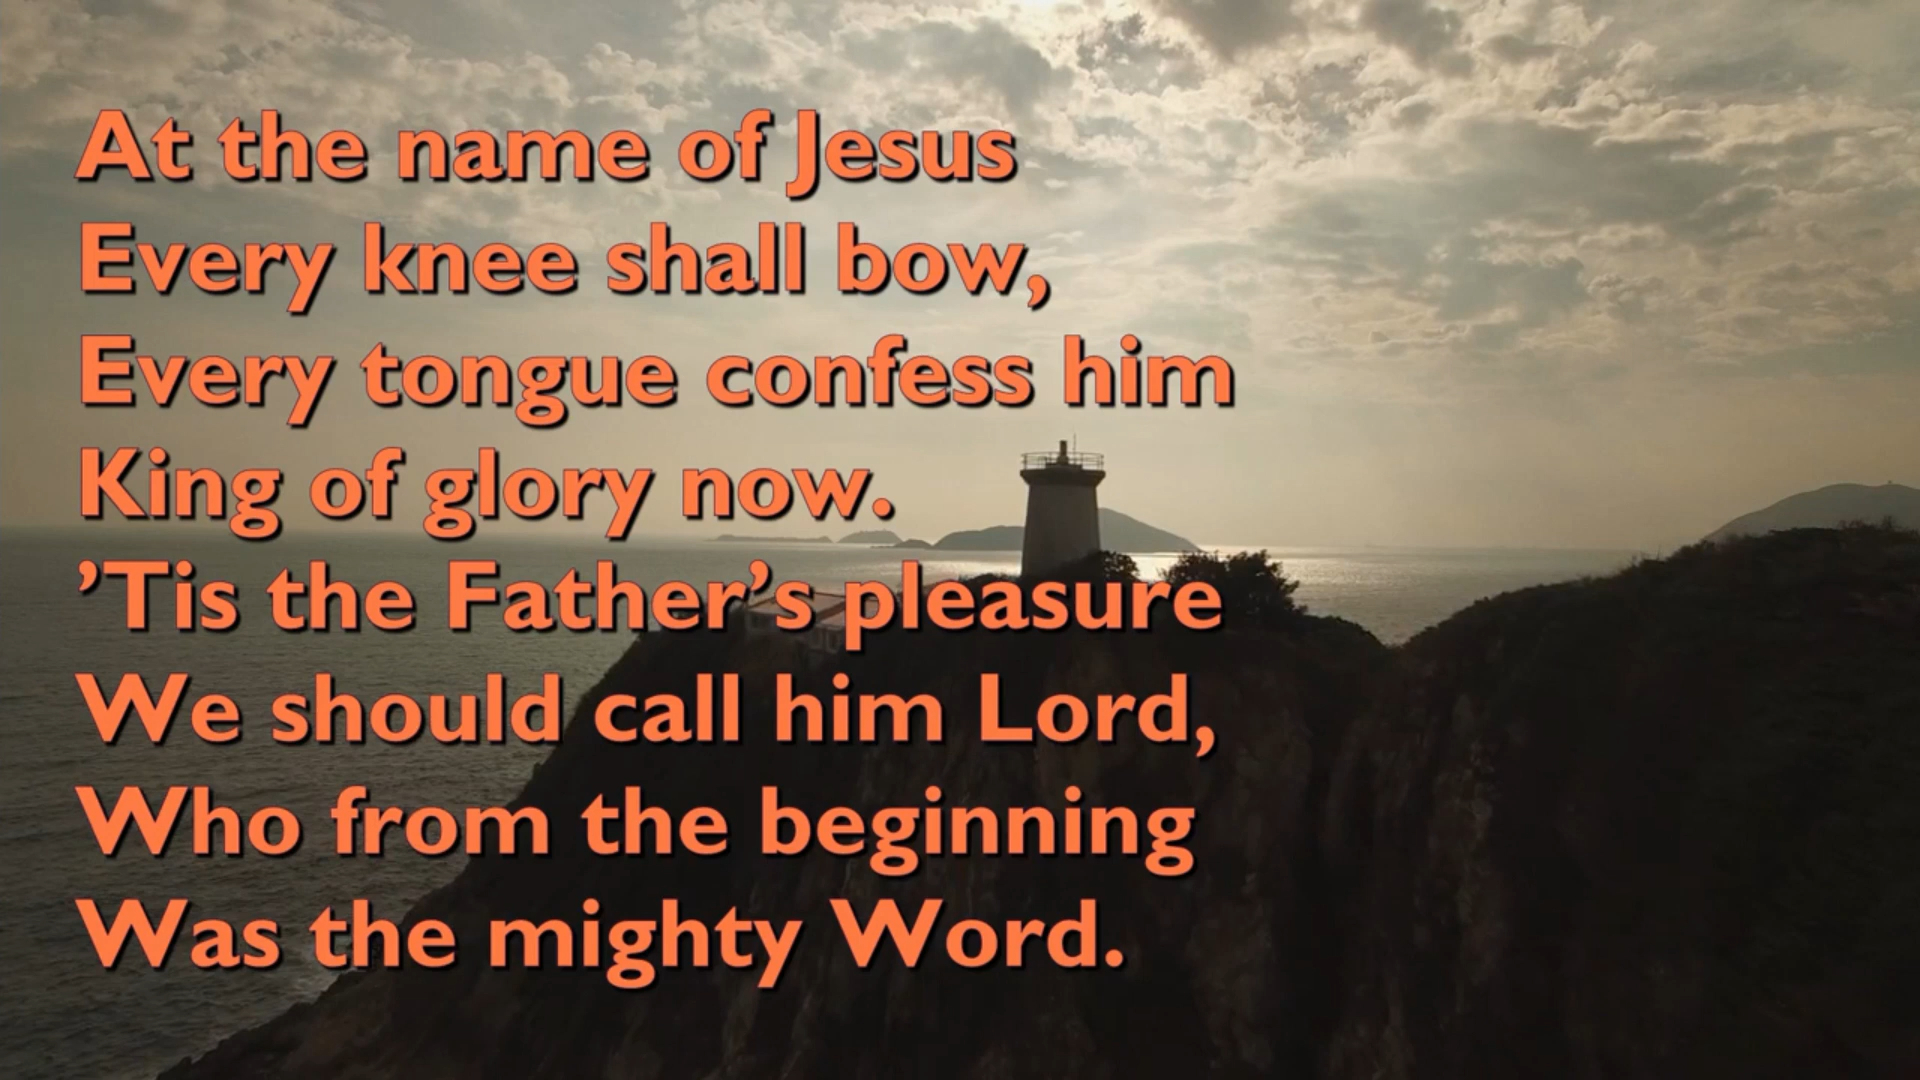 At the name of Jesus
Every knee shall bow,
Every tongue confess him
King of glory now.
’Tis the Father’s pleasure
We should call him Lord,
Who from the beginning
Was the mighty Word.